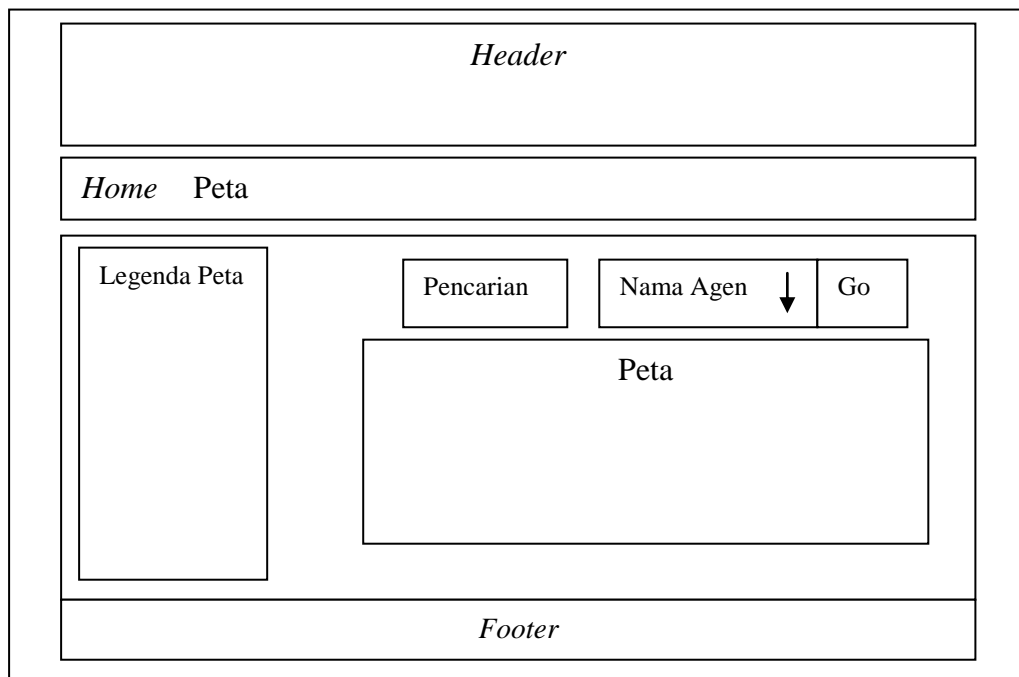 Header
Home Peta
Legenda Peta
Pencarian
Nama Agen
Go
Peta
Footer